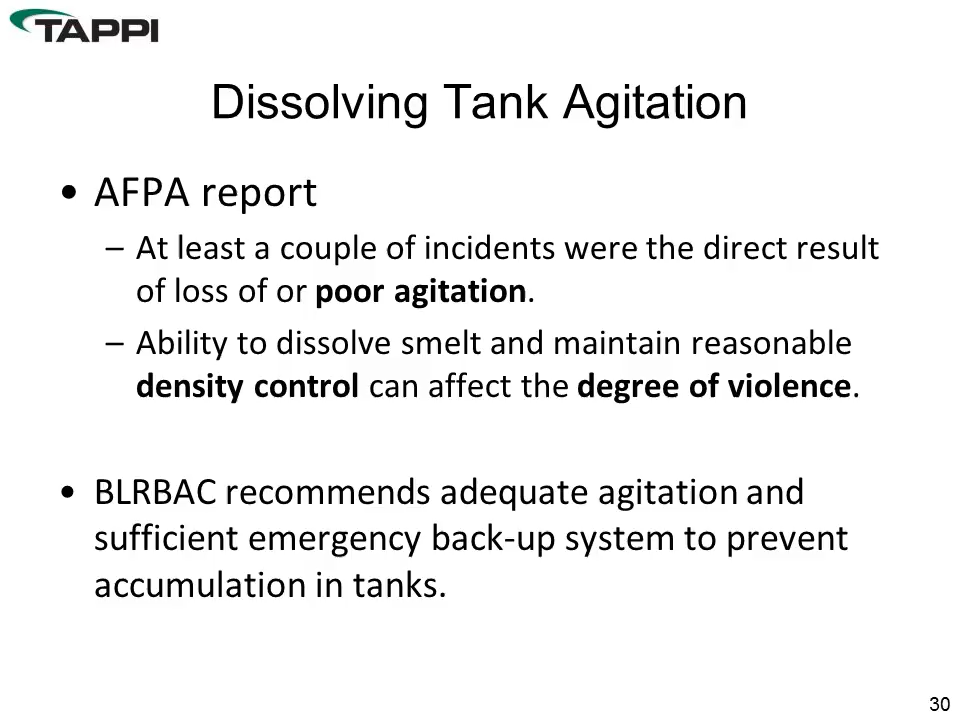 TAPPI
Dissolving Tank Agitation
• AFPA report
– At least a couple of incidents were the direct result
of loss of or poor agitation.
– Ability to dissolve smelt and maintain reasonable
density control can affect the degree of violence.
• BLRBAC recommends adequate agitation and
sufficient emergency back-up system to prevent
accumulation in tanks.
30